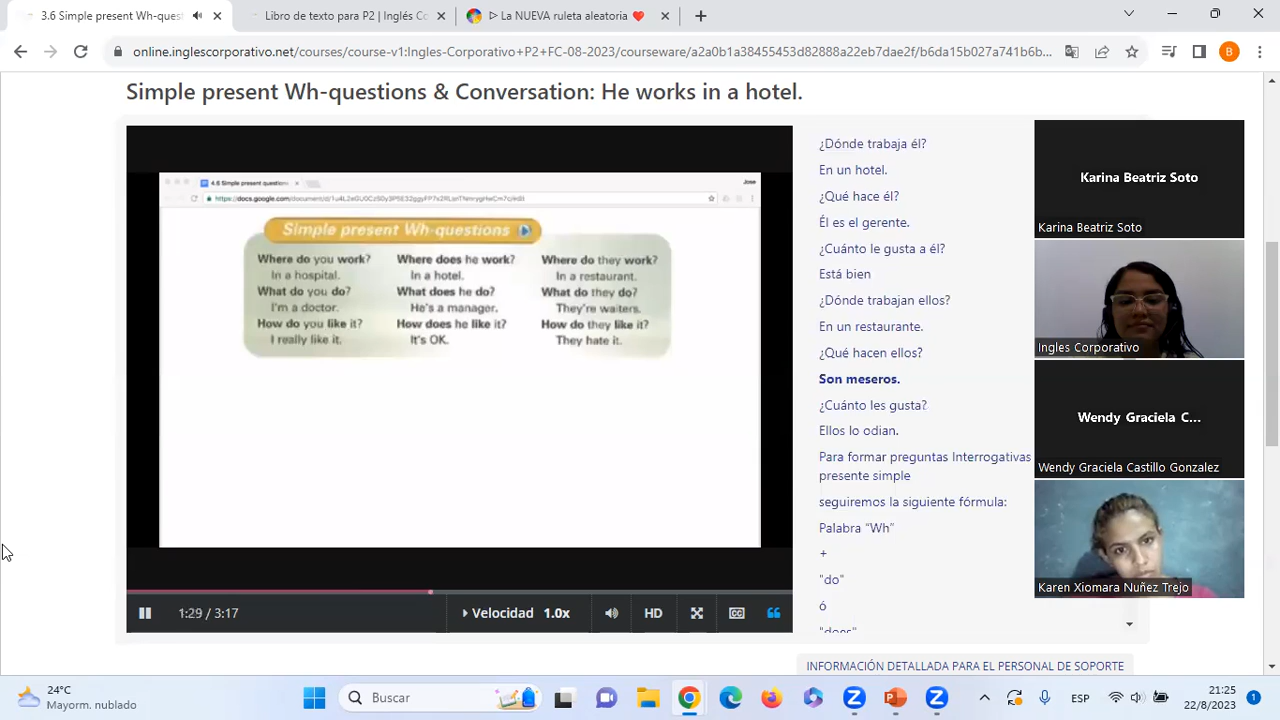 3.6 Simple present Wh-quest
Libro de texto para P2 | Inglés Co
La NUEVA ruleta aleatoria
online.inglescorporativo.net/courses/course-v1:Ingles-Corporativo+P2+FC-08-2023/courseware/a2a0b1a38455453d82888a22eb7dae2f/b6da15b027a741b6b...
B
Simple present Wh-questions & Conversation: He works in a hotel.
4.6 Simple present question
Jose
Simple present Wh-questions
Where do you work? Where does he work? Where do they work?
In a hospital. In a hotel. In a restaurant.
What do you do? What does he do? What do they do?
I'm a doctor. He's a manager. They're waiters.
How do you like it? How does he like it? How do they like it?
I really like it. It's OK. They hate it.
1:29 / 3:17
Velocidad 1.0x
HD
¿Dónde trabaja él?
En un hotel.
¿Qué hace él?
Él es el gerente.
¿Cuánto le gusta a él?
Está bien
¿Dónde trabajan ellos?
En un restaurante.
¿Qué hacen ellos?
Son meseros.
¿Cuánto les gusta?
Ellos lo odian.
Para formar preguntas Interrogativas
presente simple
seguiremos la siguiente fórmula:
Palabra “Wh”
+
"do"
ó
"does"
INFORMACIÓN DETALLADA PARA EL PERSONAL DE SOPORTE
Karina Beatriz Soto
Karina Beatriz Soto
Ingles Corporativo
Wendy Graciela C...
Wendy Graciela Castillo Gonzalez
Karen Xiomara Nuñez Trejo
24°C
Mayorm. nublado
Buscar
ESP
21:25
22/8/2023
1